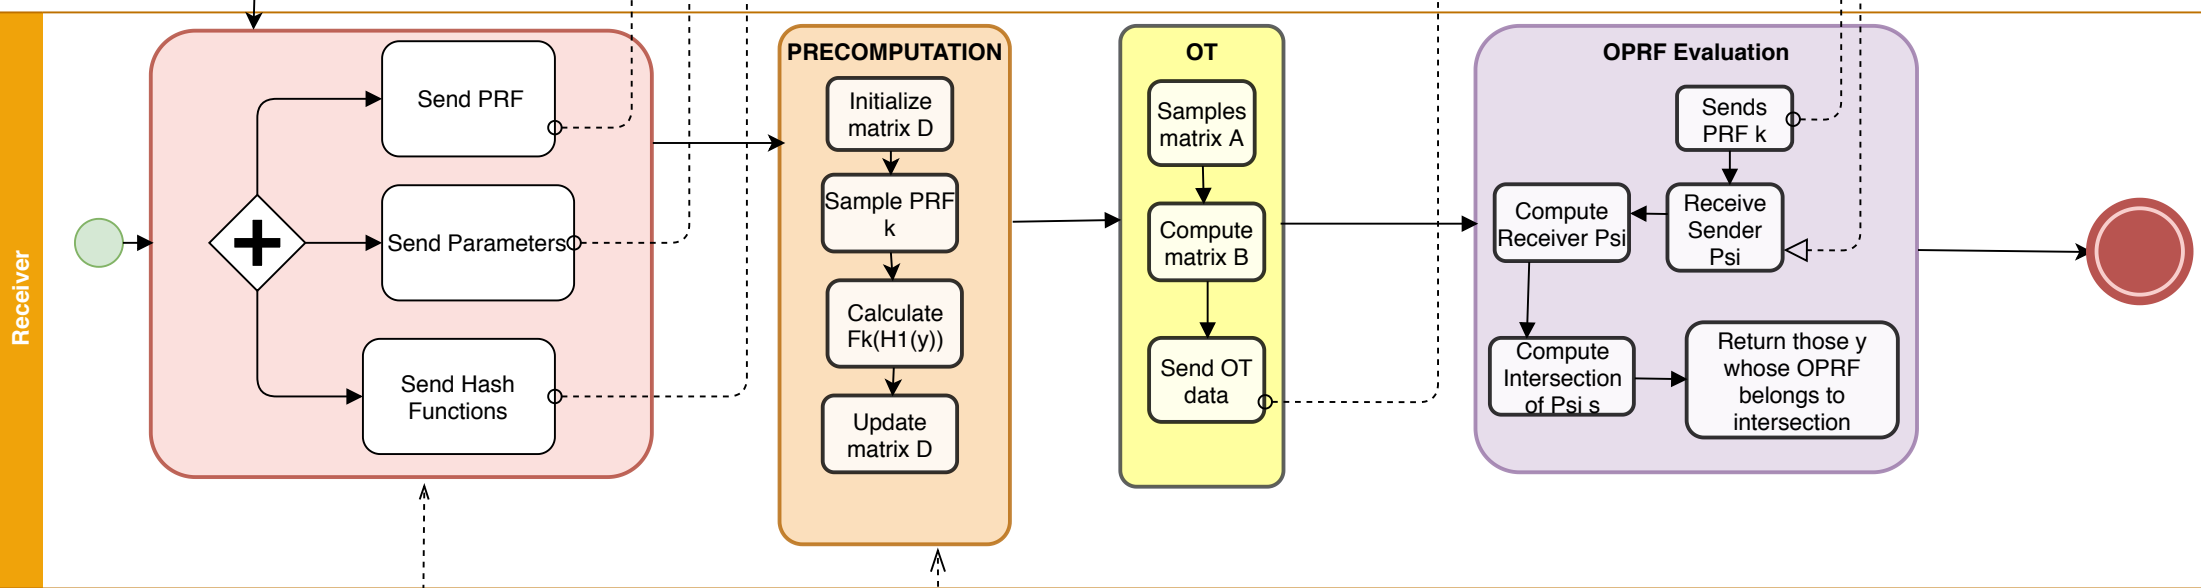 Receiver
Send PRF
Send Parameters
Send Hash
Functions
PRECOMPUTATION
Initialize
matrix D
Sample PRF
k
Calculate
Fk(H1(y))
Update
matrix D
OT
Samples
matrix A
Compute
matrix B
Send OT
data
OPRF Evaluation
Sends
PRF k
Receive
Sender
Psi
Compute
Receiver Psi
Compute
Intersection
of Psi s
Return those y
whose OPRF
belongs to
intersection